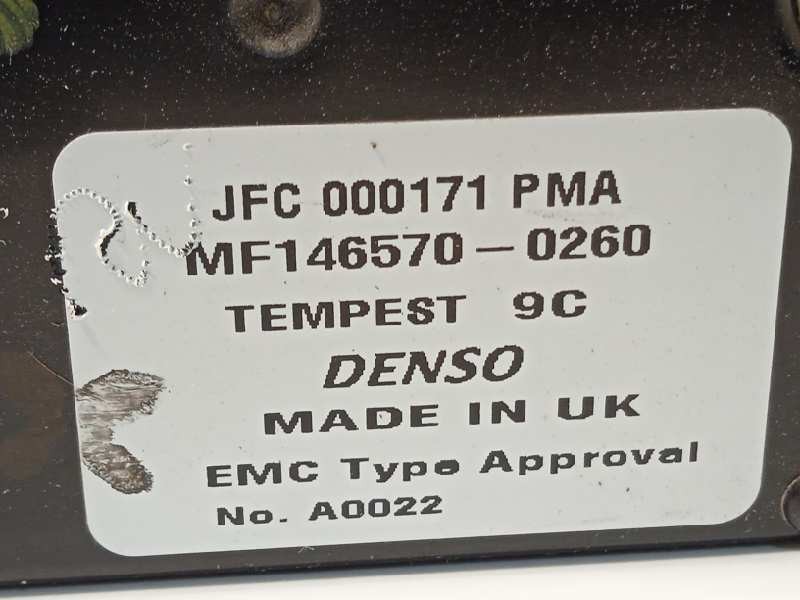 JFC 000171 PMA
MF146570-0260
TEMPEST 9C
DENSO
MADE IN UK
EMC Type Approval
No. A0022